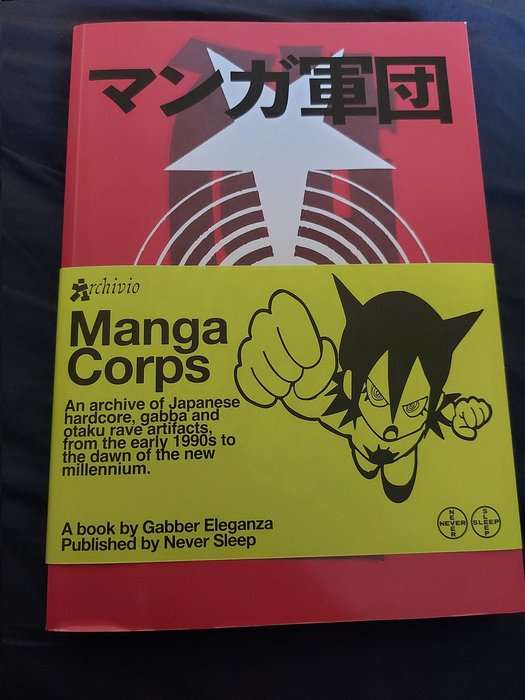 マンガ軍団
Archivio
Manga
Corps
An archive of Japanese
hardcore, gabba and
otaku rave artifacts,
from the early 1990s to
the dawn of the new
millennium.
A book by Gabber Eleganza
Published by Never Sleep
NEVER
NEVER
SLEEP
SLEEP